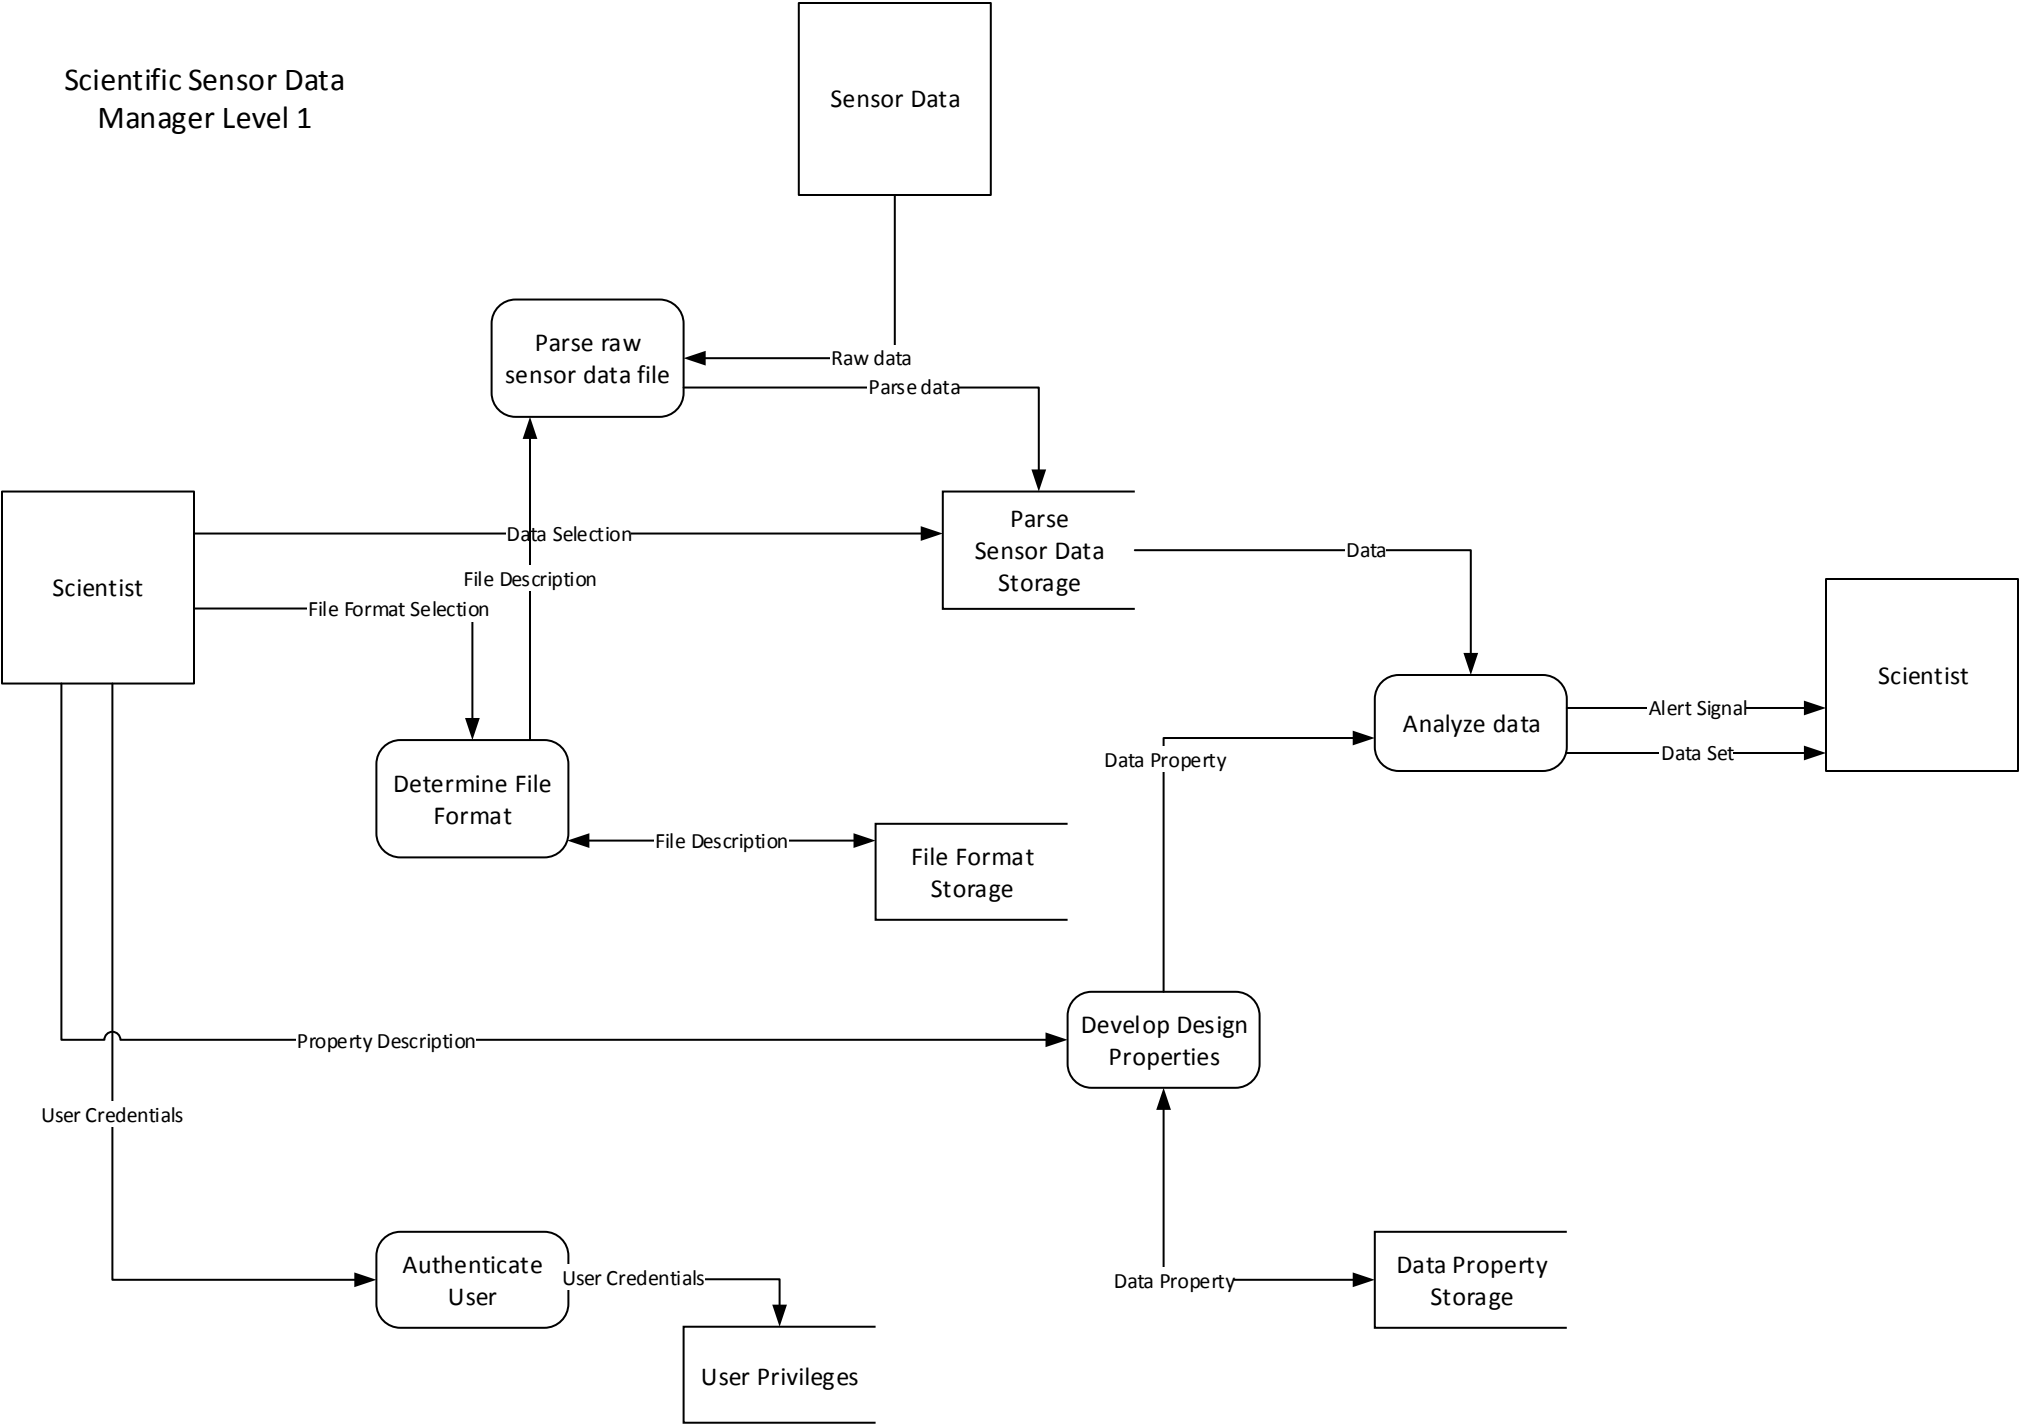 Scientific Sensor Data
Manager Level 1
Sensor Data
Parse raw
sensor data file
Raw data
Parse data
Scientist
Data Selection
File Description
File Format Selection
Parse
Sensor Data
Storage
Data
Scientist
Analyze data
Alert Signal
Data Set
Data Property
Determine File
Format
File Description
File Format
Storage
Develop Design
Properties
Property Description
User Credentials
Authenticate
User
User Credentials
User Privileges
Data Property
Data Property
Storage